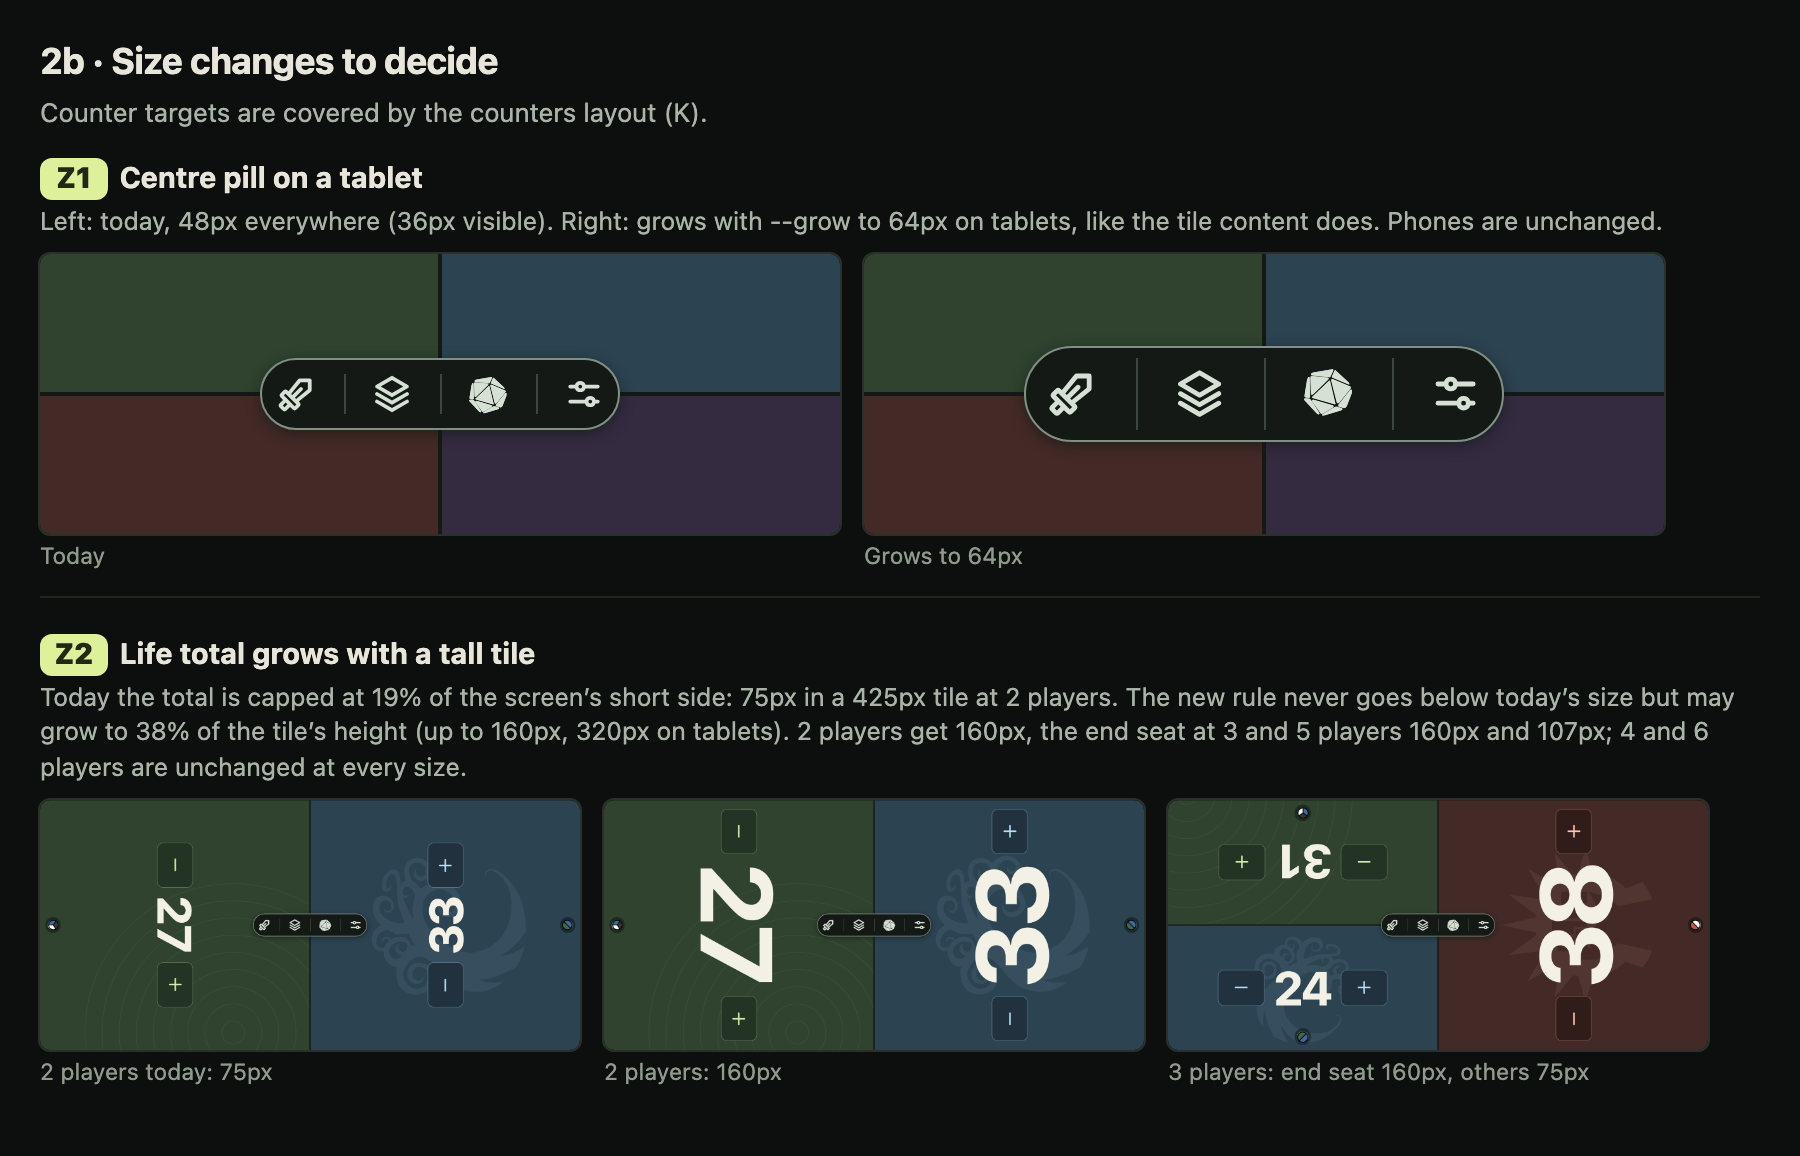 2b · Size changes to decide
Counter targets are covered by the counters layout (K).
Z1 Centre pill on a tablet
Left: today, 48px everywhere (36px visible). Right: grows with --grow to 64px on tablets, like the tile content does. Phones are unchanged.
Today
Grows to 64px
Z2 Life total grows with a tall tile
Today the total is capped at 19% of the screen’s short side: 75px in a 425px tile at 2 players. The new rule never goes below today’s size but may
grow to 38% of the tile’s height (up to 160px, 320px on tablets). 2 players get 160px, the end seat at 3 and 5 players 160px and 107px; 4 and 6
players are unchanged at every size.
− 27 +
+ 33 −
− 27 +
+ 33 −
+ 31 −
− 24 +
+ 38 −
2 players today: 75px
2 players: 160px
3 players: end seat 160px, others 75px